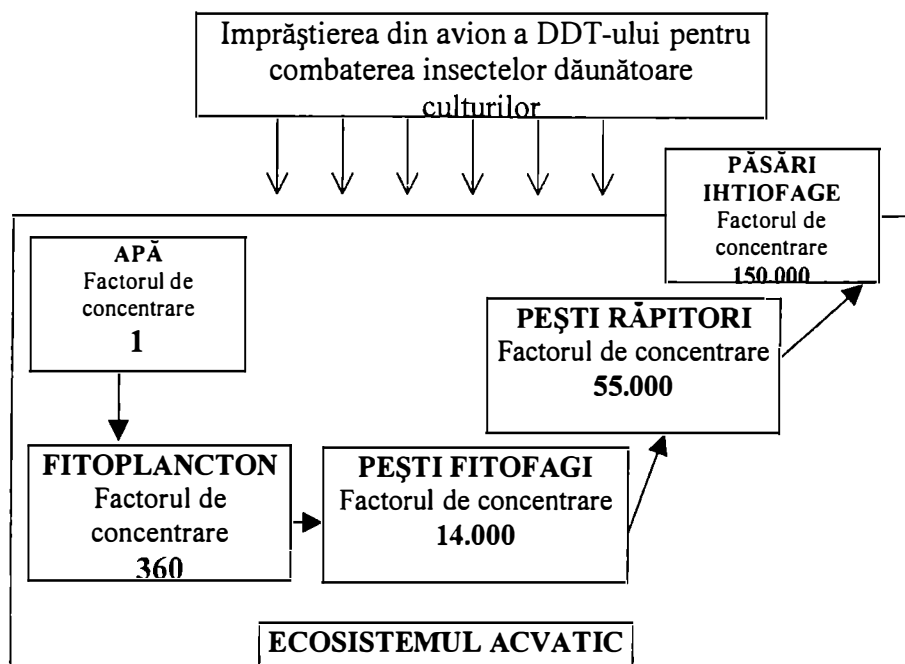 Imprăştierea din avion a DDT-ului pentru
combaterea insectelor dăunătoare
culturilor
PĂSĂRI
IHTIOFAGE
Factorul de
concentrare
150.000
APĂ
Factorul de
concentrare
1
PEŞTI RĂPITORI
Factorul de concentrare
55.000
FITOPLANCTON
Factorul de
concentrare
360
PEŞTI FITOFAGI
Factorul de concentrare
14.000
ECOSISTEMUL ACVATIC